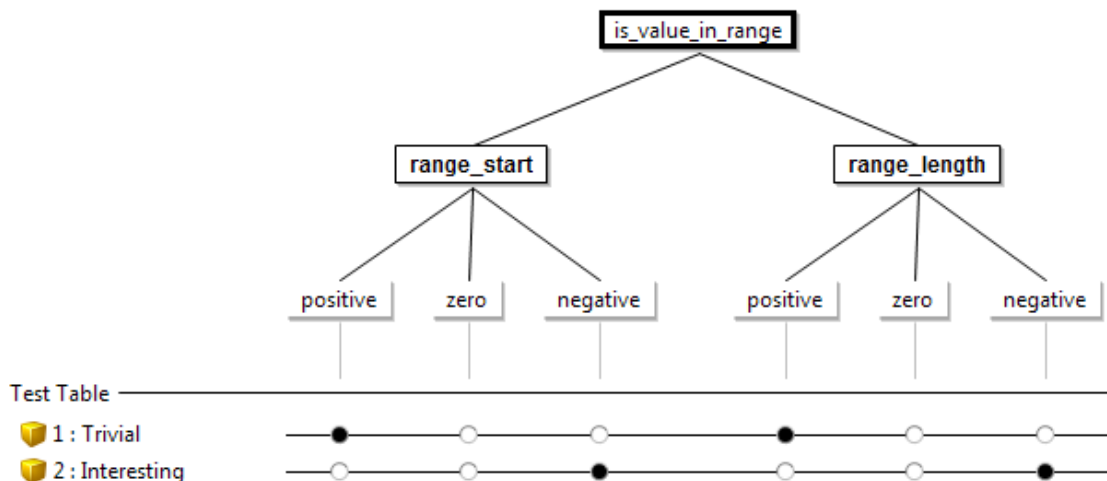 is_value_in_range
range_start range_length
positive zero negative positive zero negative
Test Table
1 : Trivial
2 : Interesting